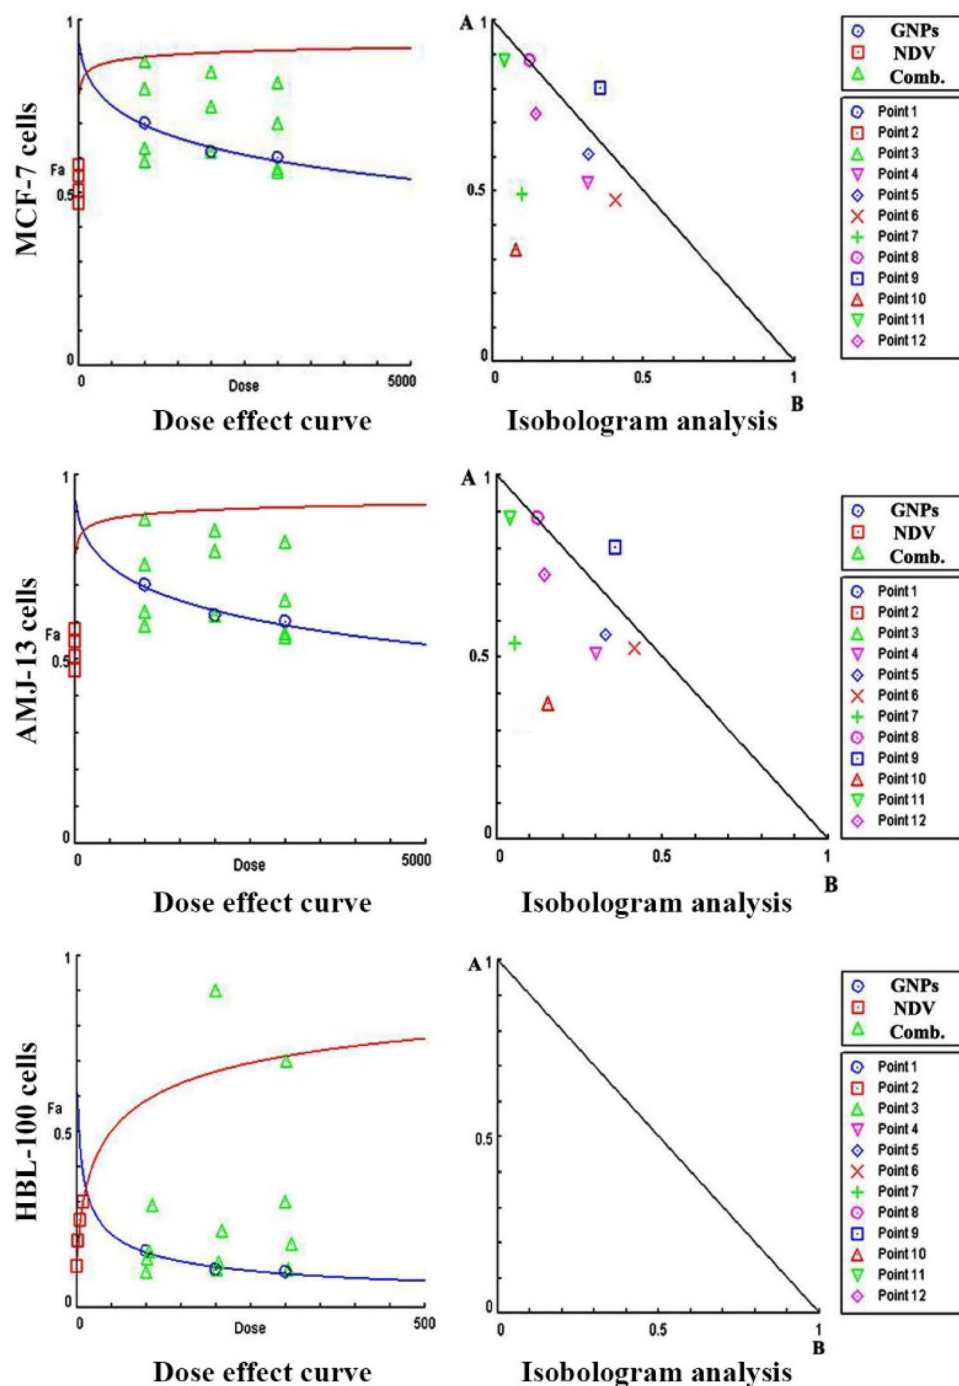 MCF-7 cells
1
Fa
0.5
0
0
5000
Dose
Dose effect curve
A
1
0.5
0
0
0.5
1
B
Isobologram analysis
GNPs
NDV
Comb.
Point 1
Point 2
Point 3
Point 4
Point 5
Point 6
Point 7
Point 8
Point 9
Point 10
Point 11
Point 12
AMJ-13 cells
1
Fa
0.5
0
0
5000
Dose
Dose effect curve
A
1
0.5
0
0
0.5
1
B
Isobologram analysis
GNPs
NDV
Comb.
Point 1
Point 2
Point 3
Point 4
Point 5
Point 6
Point 7
Point 8
Point 9
Point 10
Point 11
Point 12
HBL-100 cells
1
Fa
0.5
0
0
500
Dose
Dose effect curve
A
1
0.5
0
0
0.5
1
B
Isobologram analysis
GNPs
NDV
Comb.
Point 1
Point 2
Point 3
Point 4
Point 5
Point 6
Point 7
Point 8
Point 9
Point 10
Point 11
Point 12